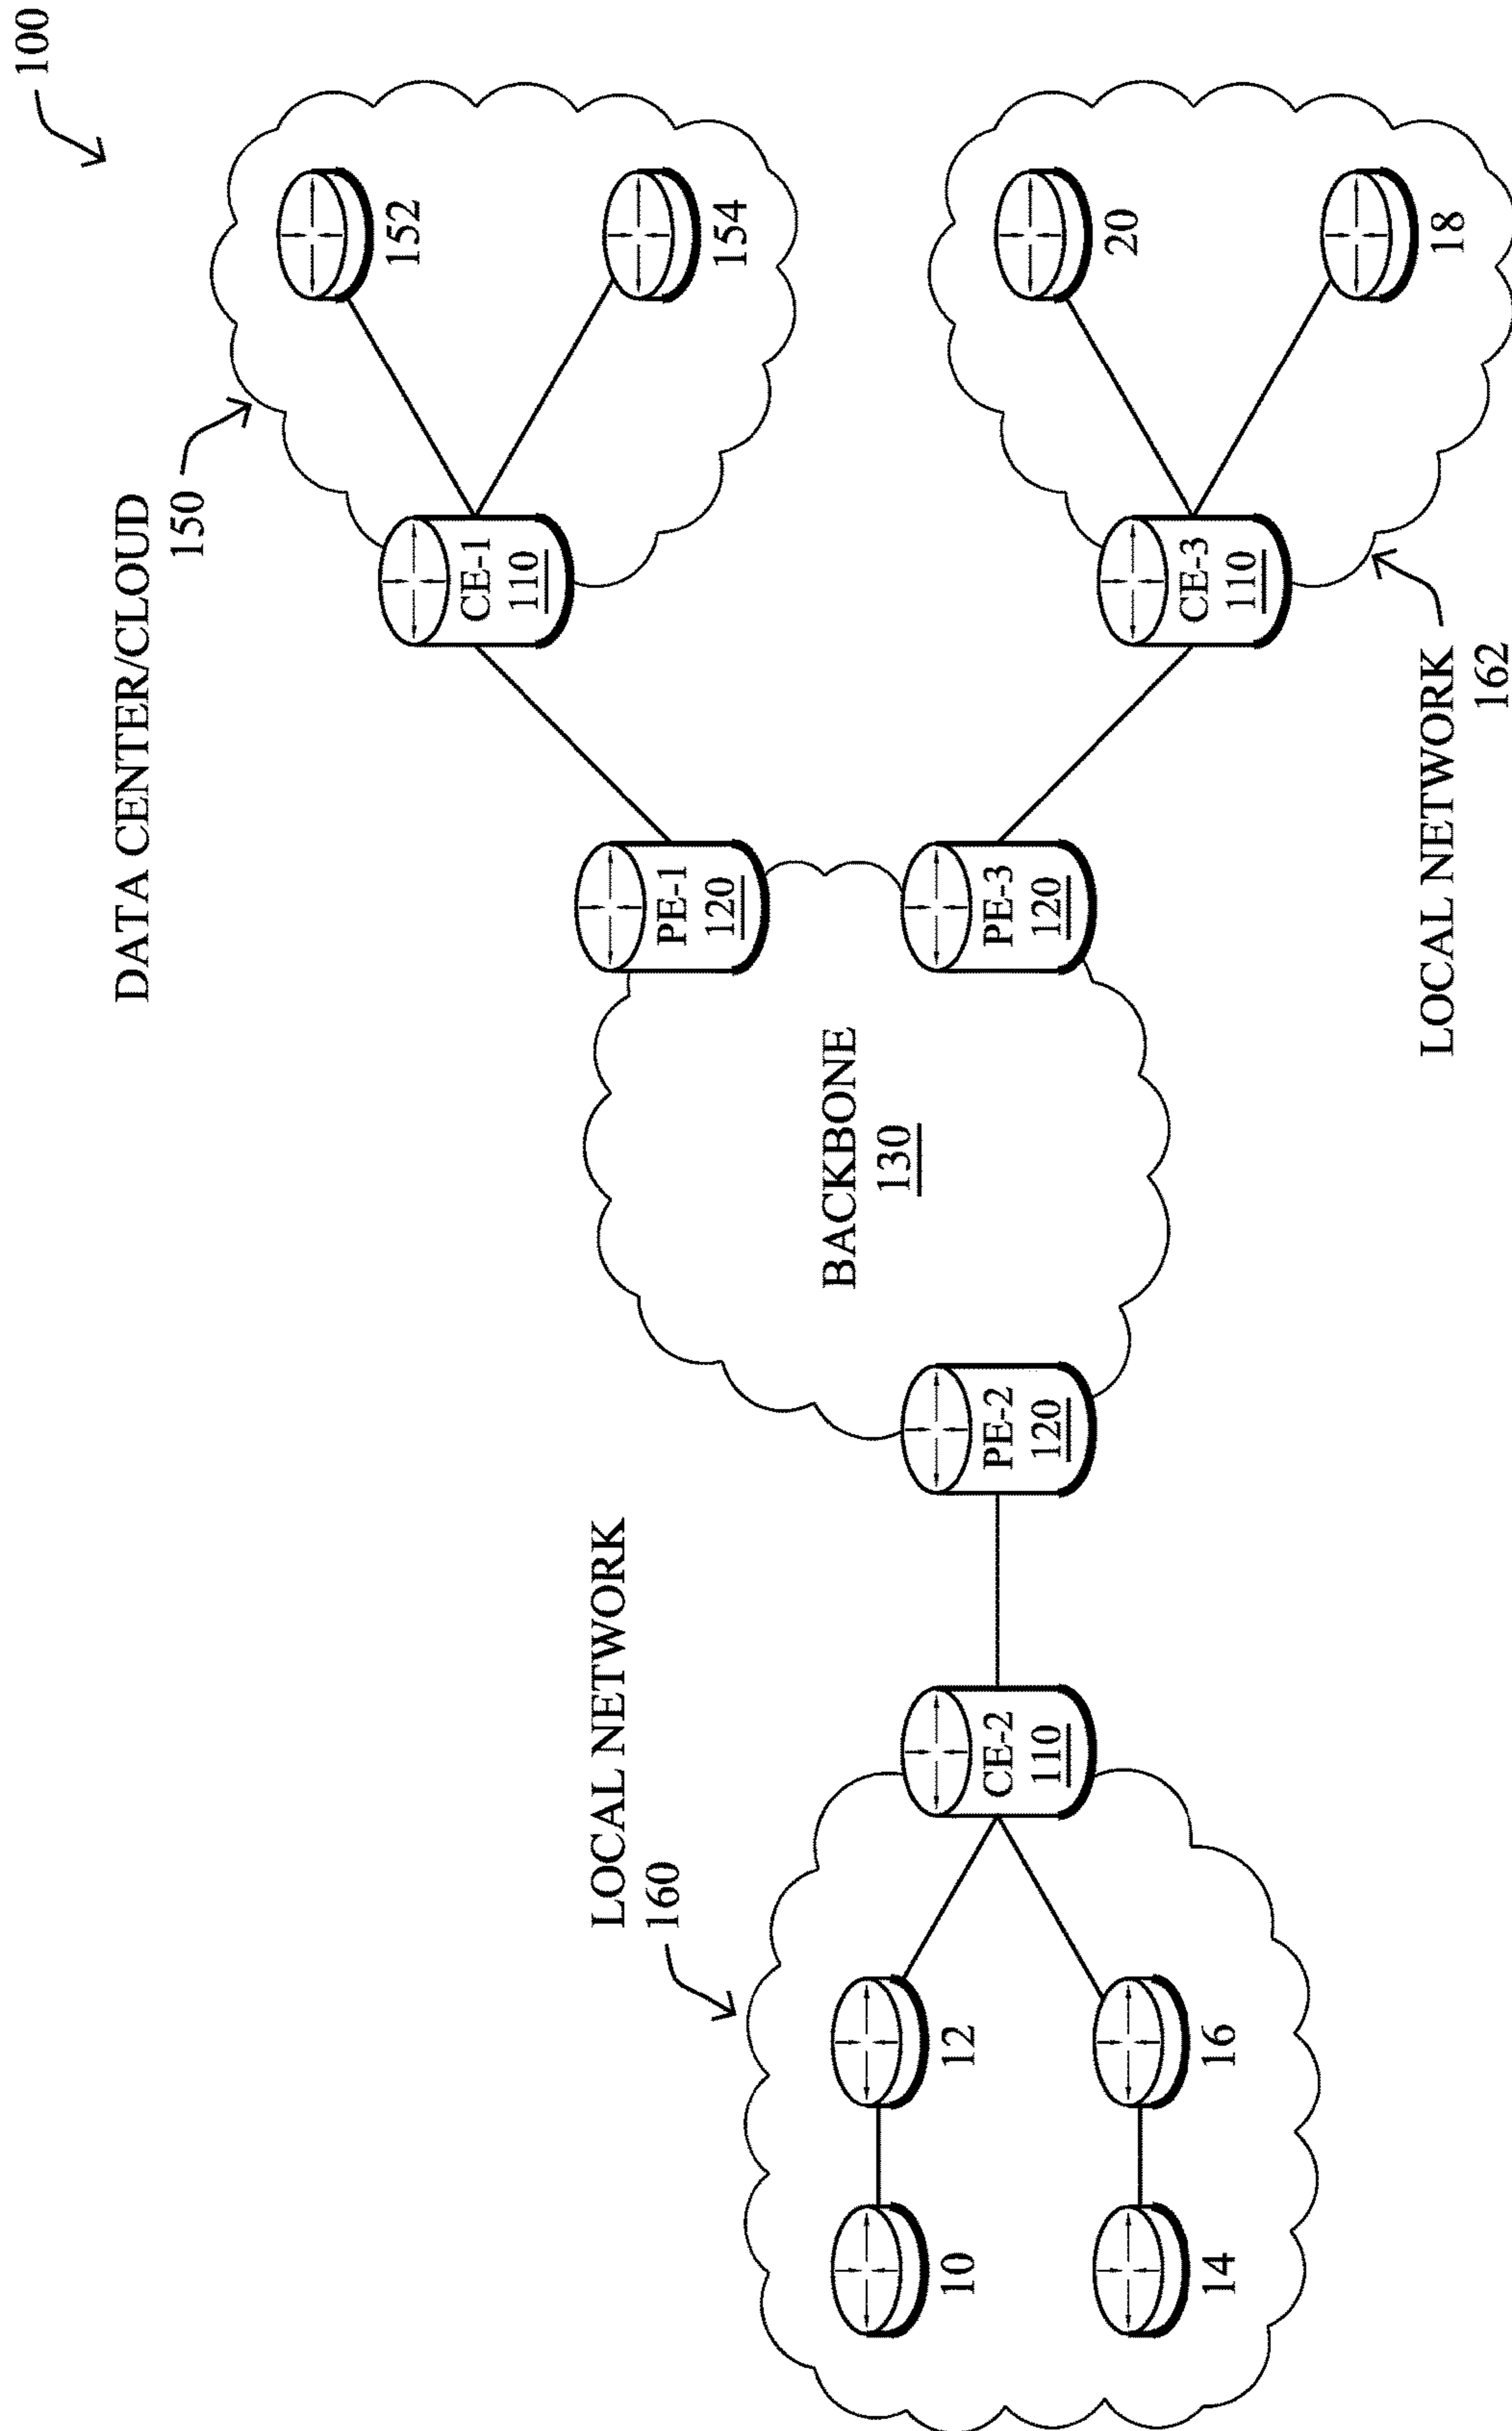 100
DATA CENTER/CLOUD
150
152
154
CE-1
110
PE-1
120
LOCAL NETWORK
160
BACKBONE
130
10
12
CE-2
110
PE-2
120
PE-3
120
CE-3
110
20
14
16
18
LOCAL NETWORK
162